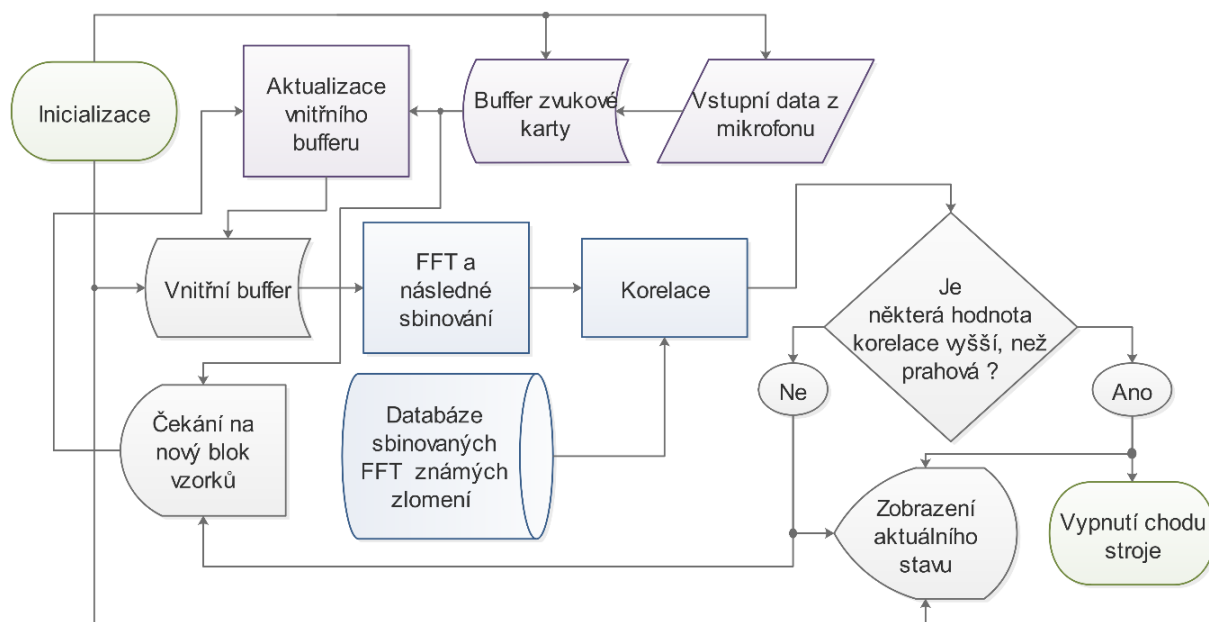 Inicializace
Aktualizace
vnitřního
bufferu
Buffer zvukové
karty
Vstupní data z
mikrofonu
Vnitřní buffer
FFT a
následné
sbinování
Korelace
Je
některá hodnota
korelace vyšší, než
prahová ?
Ne
Ano
Čekání na
nový blok
vzorků
Databáze
sbinovaných
FFT známých
zlomení
Zobrazení
aktuálního
stavu
Vypnutí chodu
stroje